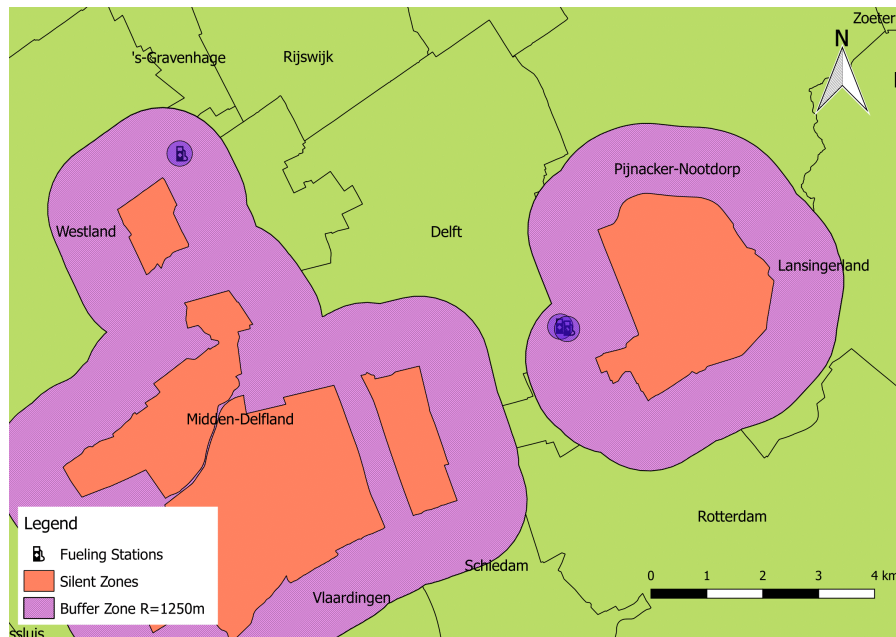 Zoeter
N
's-Gravenhage
Rijswijk
Pijnacker-Nootdorp
Westland
Delft
Lansingerland
Midden-Delfland
Rotterdam
Schiedam
Vlaardingen
ssluis
Legend
Fueling Stations
Silent Zones
Buffer Zone R=1250m
0 1 2 3 4 km